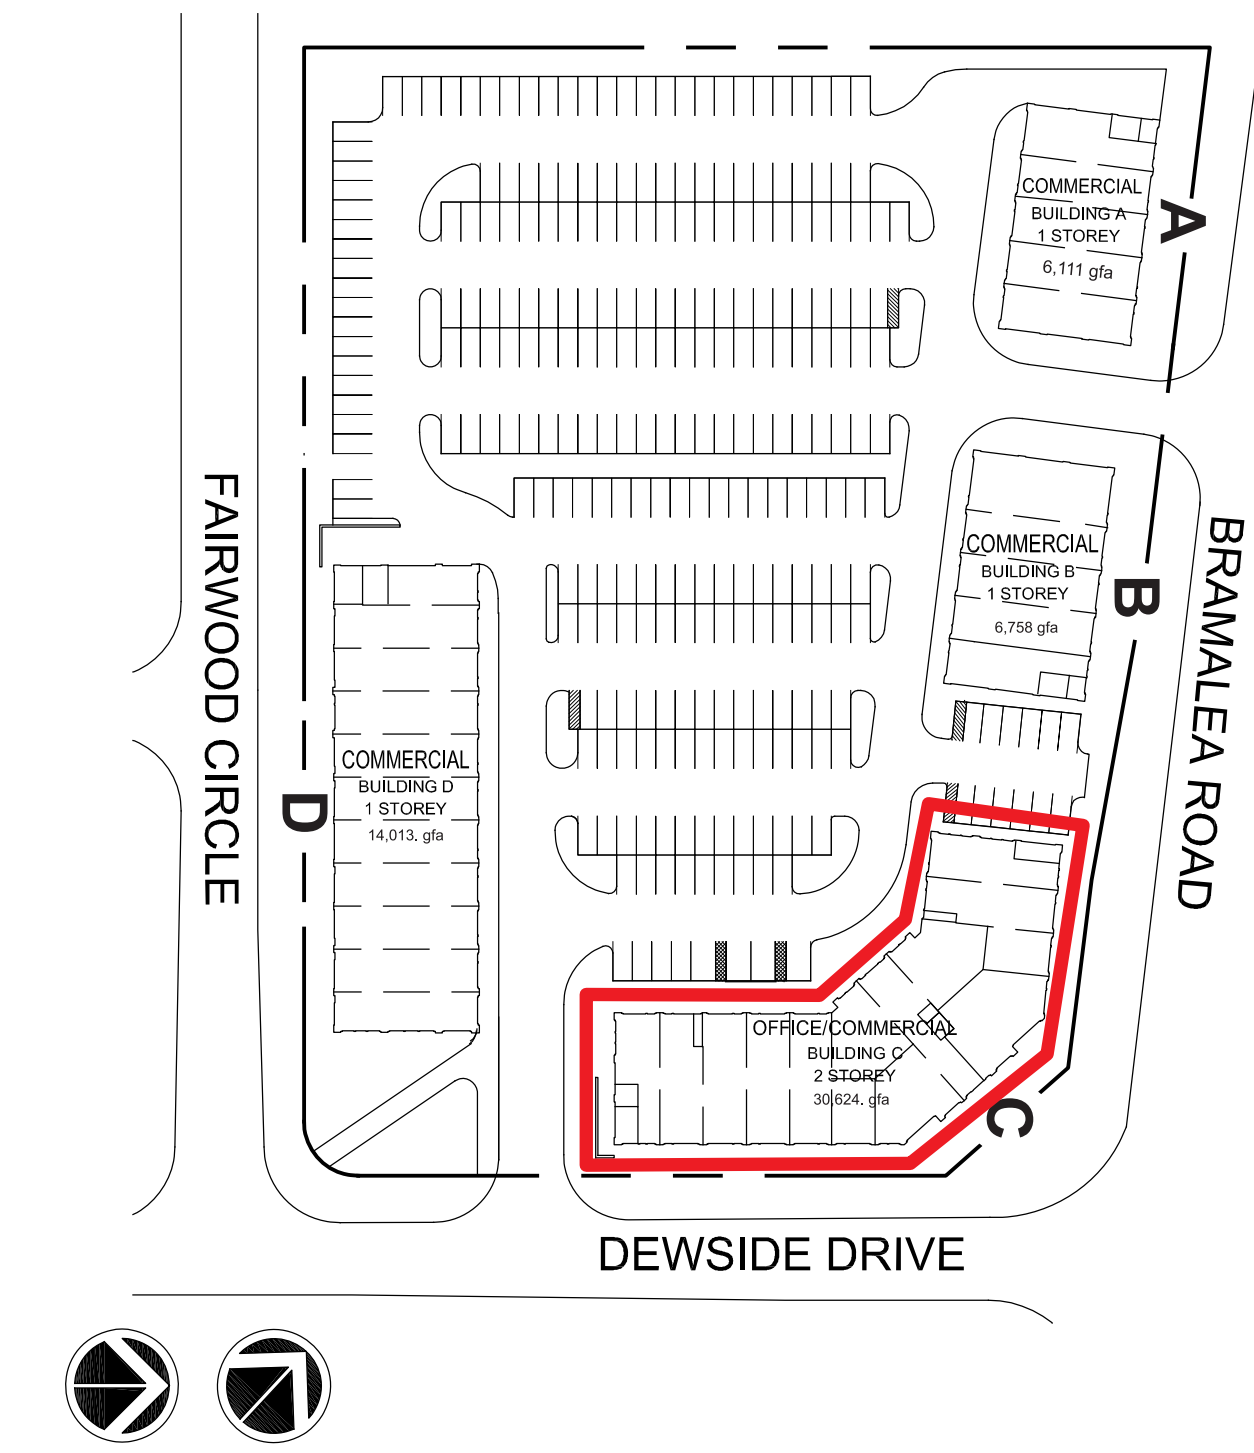 COMMERCIAL
BUILDING A
1 STOREY
6,111 gfa
A
COMMERCIAL
BUILDING B
1 STOREY
6,758 gfa
B
BRAMALEA ROAD
FAIRWOOD CIRCLE
COMMERCIAL
BUILDING D
1 STOREY
14,013. gfa
D
OFFICE/COMMERCIAL
BUILDING C
2 STOREY
30,624. gfa
C
DEWSIDE DRIVE